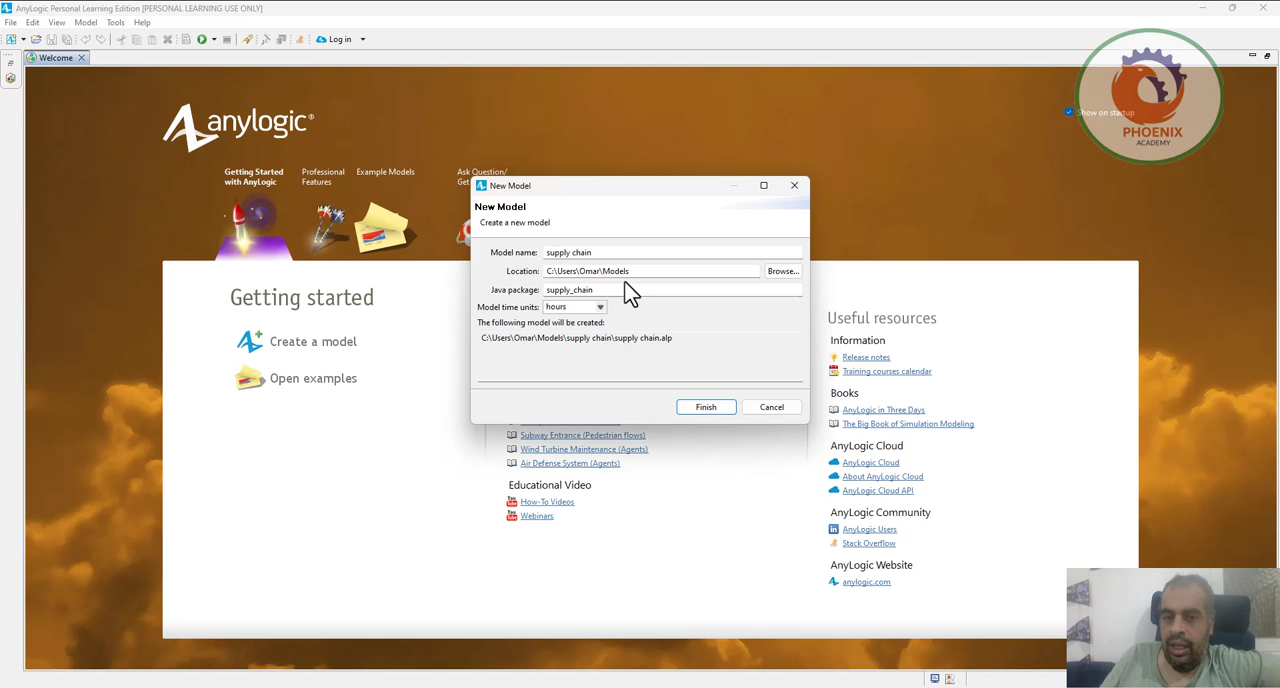 AnyLogic Personal Learning Edition [PERSONAL LEARNING USE ONLY]
File Edit View Model Tools Help
Log in
Welcome
Show on startup
PHOENIX
ACADEMY
anylogic®
Getting Started
with AnyLogic
Professional
Features
Example Models
Ask Question/
Get
New Model
New Model
Create a new model
Model name: supply chain
Location: C:\Users\Omar\Models Browse...
Java package: supply_chain
Model time units: hours
The following model will be created:
C:\Users\Omar\Models\supply chain\supply chain.alp
Finish Cancel
Getting started
Create a model
Open examples
Subway Entrance (Pedestrian flows)
Wind Turbine Maintenance (Agents)
Air Defense System (Agents)
Educational Video
How-To Videos
Webinars
Useful resources
Information
Release notes
Training courses calendar
Books
AnyLogic in Three Days
The Big Book of Simulation Modeling
AnyLogic Cloud
AnyLogic Cloud
About AnyLogic Cloud
AnyLogic Cloud API
AnyLogic Community
AnyLogic Users
Stack Overflow
AnyLogic Website
anylogic.com